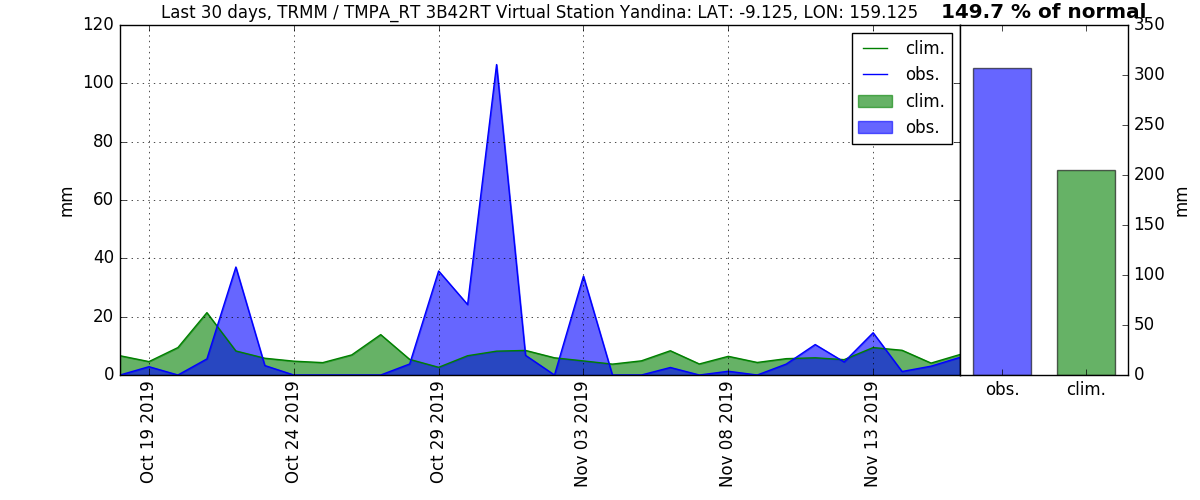 Last 30 days, TRMM / TMPA_RT 3B42RT Virtual Station Yandina: LAT: -9.125, LON: 159.125
149.7 % of normal
120
100
80
60
40
20
0
mm
clim.
obs.
clim.
obs.
Oct 19 2019
Oct 24 2019
Oct 29 2019
Nov 03 2019
Nov 08 2019
Nov 13 2019
350
300
250
200
150
100
50
0
mm
obs.
clim.